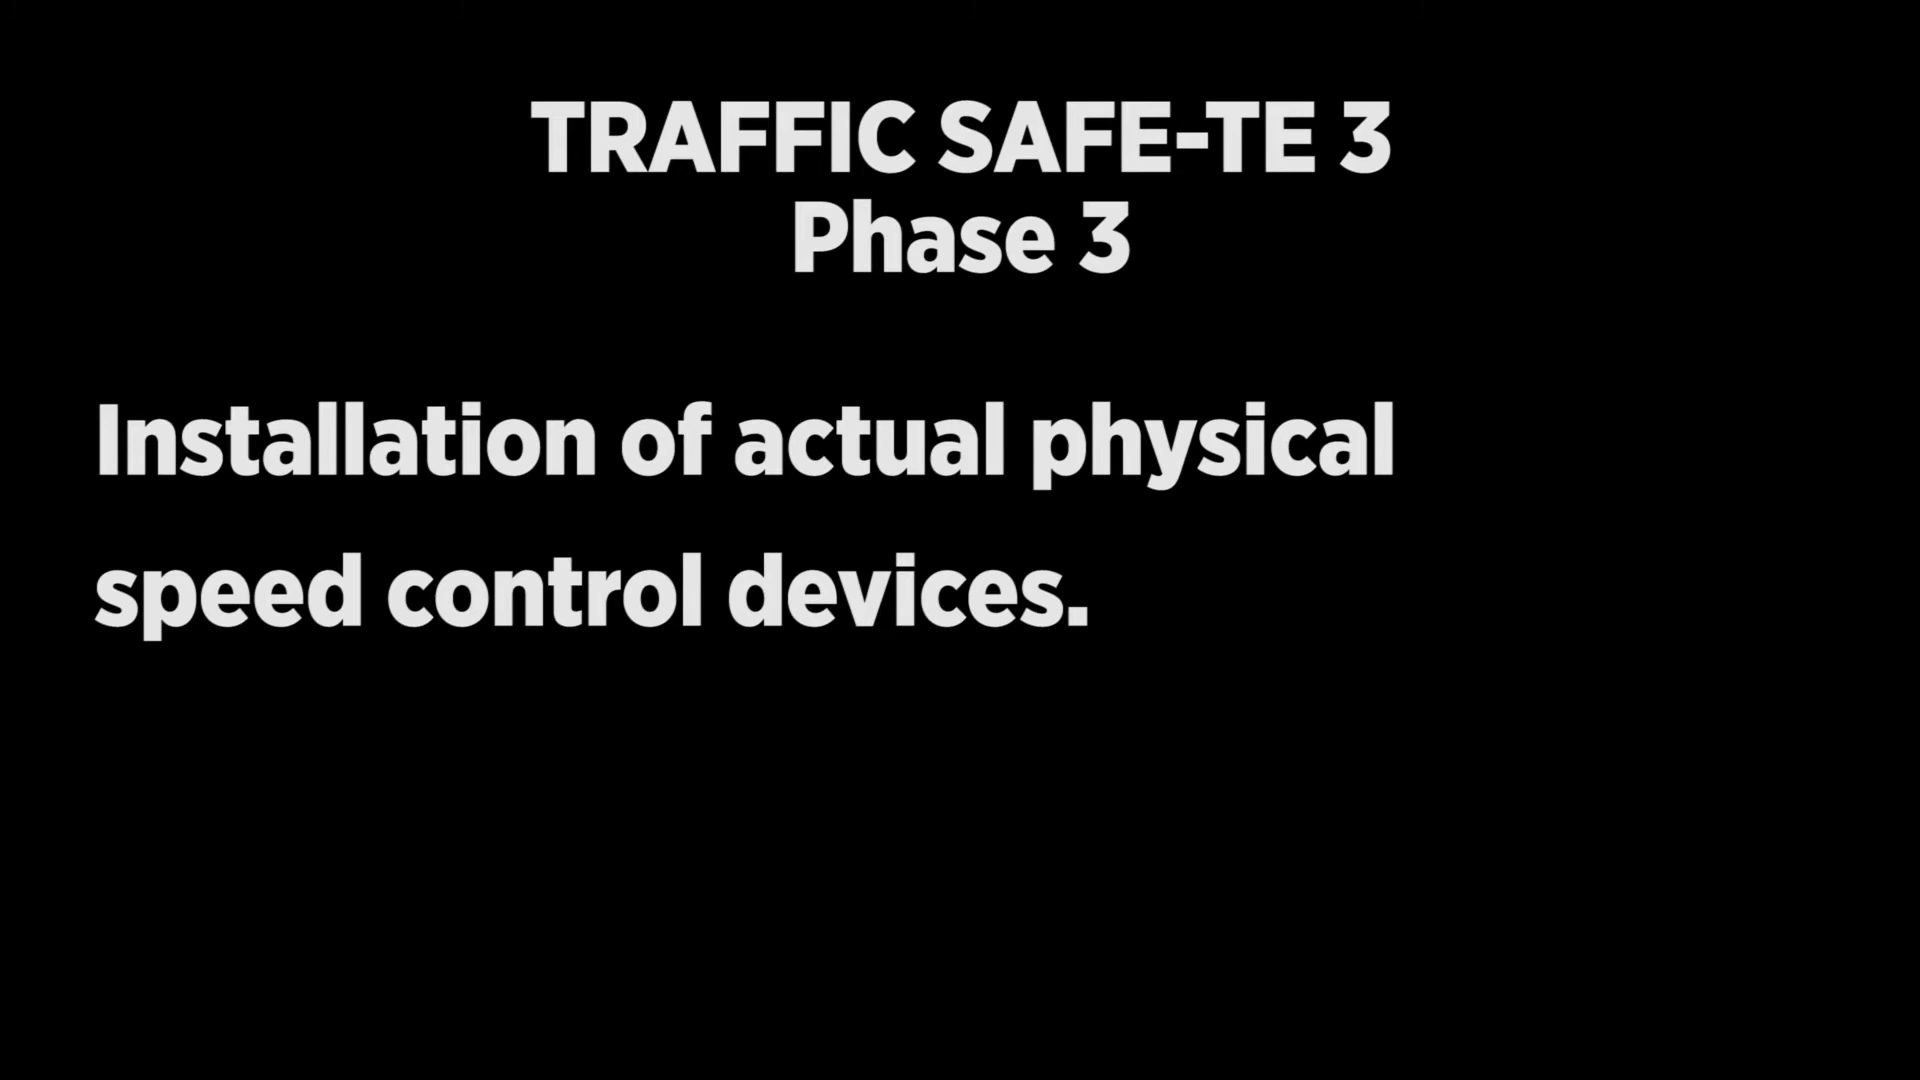 TRAFFIC SAFE-TE 3
Phase 3
Installation of actual physical
speed control devices.